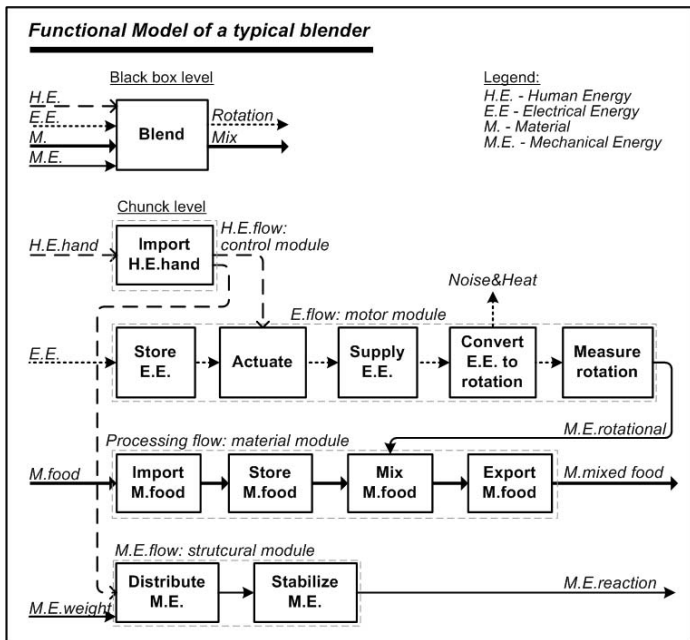 Functional Model of a typical blender
Black box level
H.E.
E.E.
M.
M.E.
Blend
Rotation
Mix
Legend:
H.E. - Human Energy
E.E - Electrical Energy
M. - Material
M.E. - Mechanical Energy
Chunck level
H.E.hand
Import
H.E.hand
H.E.flow:
control module
Noise&Heat
E.flow: motor module
E.E.
Store
E.E.
Actuate
Supply
E.E.
Convert
E.E. to
rotation
Measure
rotation
M.E.rotational
Processing flow: material module
M.food
Import
M.food
Store
M.food
Mix
M.food
Export
M.food
M.mixed food
M.E.flow: strutcural module
M.E.weight
Distribute
M.E.
Stabilize
M.E.
M.E.reaction